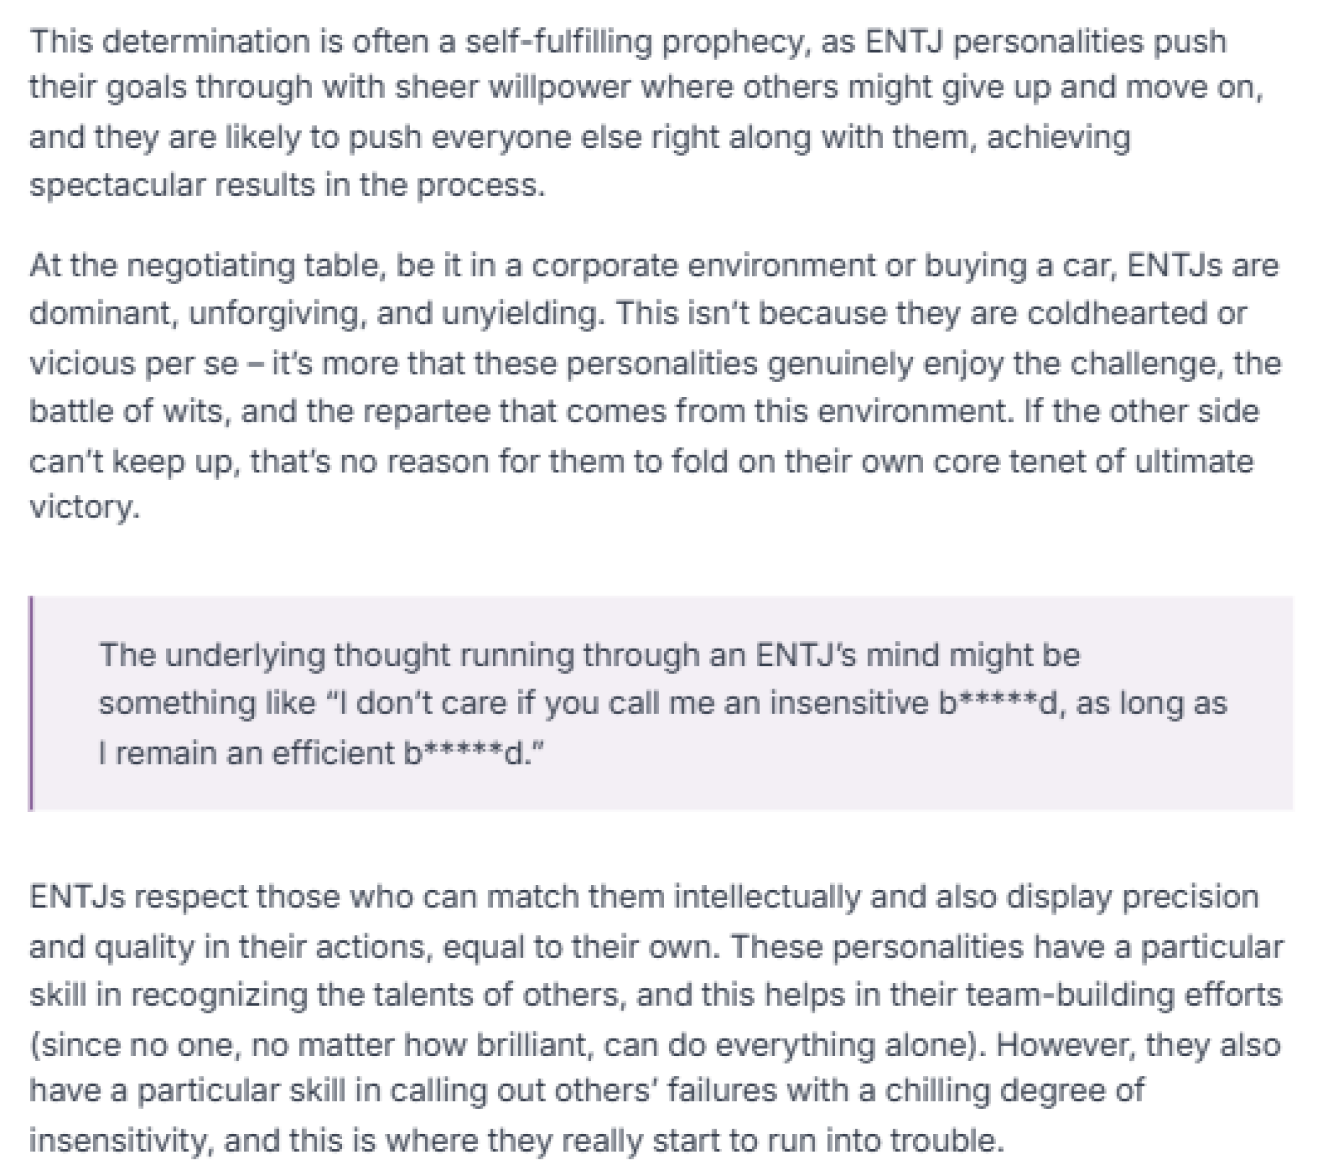 This determination is often a self-fulfilling prophecy, as ENTJ personalities push
their goals through with sheer willpower where others might give up and move on,
and they are likely to push everyone else right along with them, achieving
spectacular results in the process.
At the negotiating table, be it in a corporate environment or buying a car, ENTJs are
dominant, unforgiving, and unyielding. This isn’t because they are coldhearted or
vicious per se – it’s more that these personalities genuinely enjoy the challenge, the
battle of wits, and the repartee that comes from this environment. If the other side
can’t keep up, that’s no reason for them to fold on their own core tenet of ultimate
victory.
The underlying thought running through an ENTJ’s mind might be
something like “I don’t care if you call me an insensitive b*****d, as long as
I remain an efficient b*****d.”
ENTJs respect those who can match them intellectually and also display precision
and quality in their actions, equal to their own. These personalities have a particular
skill in recognizing the talents of others, and this helps in their team-building efforts
(since no one, no matter how brilliant, can do everything alone). However, they also
have a particular skill in calling out others’ failures with a chilling degree of
insensitivity, and this is where they really start to run into trouble.